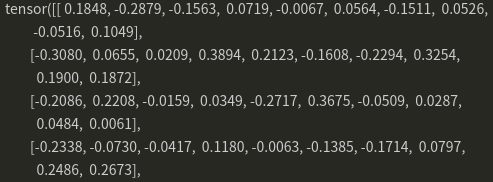 tensor([[ 0.1848, -0.2879, -0.1563, 0.0719, -0.0067, 0.0564, -0.1511, 0.0526,
-0.0516, 0.1049],
[-0.3080, 0.0655, 0.0209, 0.3894, 0.2123, -0.1608, -0.2294, 0.3254,
0.1900, 0.1872],
[-0.2086, 0.2208, -0.0159, 0.0349, -0.2717, 0.3675, -0.0509, 0.0287,
0.0484, 0.0061],
[-0.2338, -0.0730, -0.0417, 0.1180, -0.0063, -0.1385, -0.1714, 0.0797,
0.2486, 0.2673],